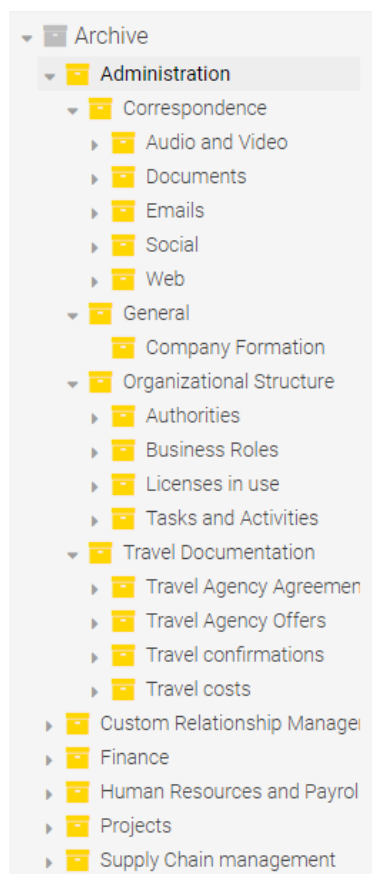 Archive
Administration
Correspondence
Audio and Video
Documents
Emails
Social
Web
General
Company Formation
Organizational Structure
Authorities
Business Roles
Licenses in use
Tasks and Activities
Travel Documentation
Travel Agency Agreemen
Travel Agency Offers
Travel confirmations
Travel costs
Custom Relationship Manage
Finance
Human Resources and Payrol
Projects
Supply Chain management